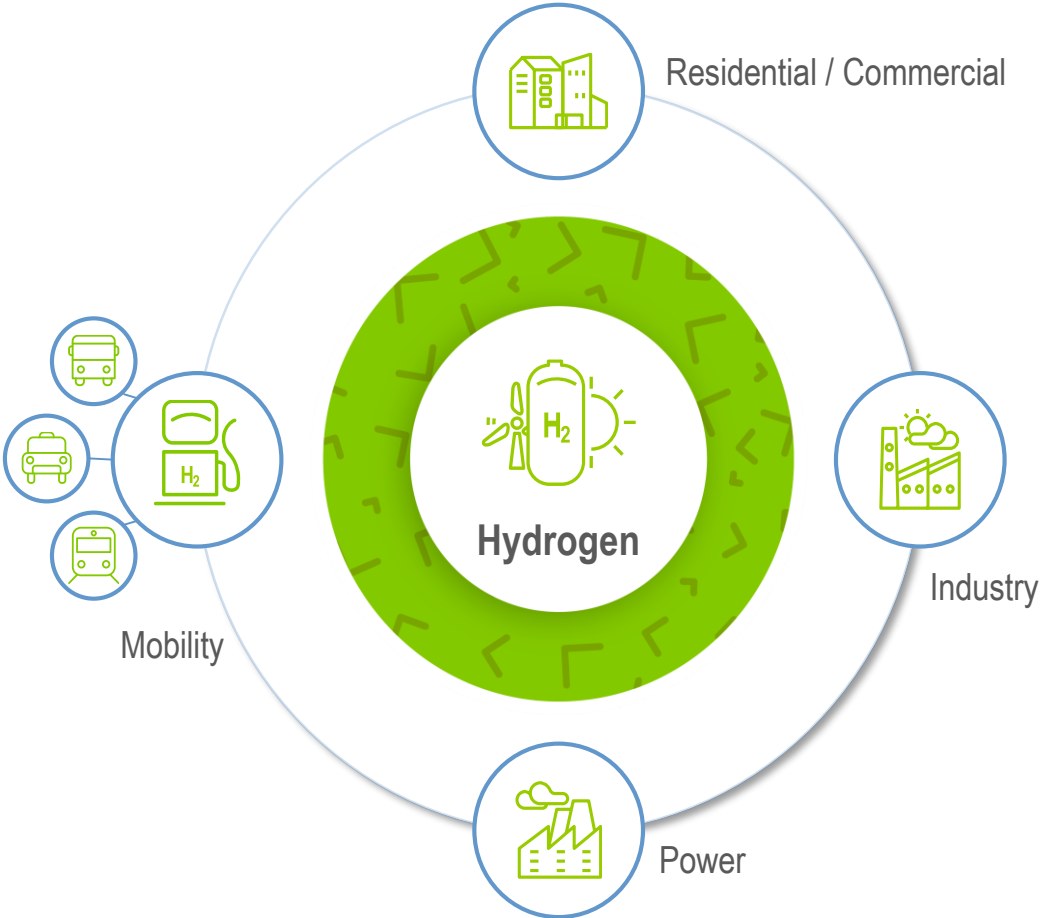 Residential / Commercial
H₂
H₂
Hydrogen
Industry
Mobility
Power